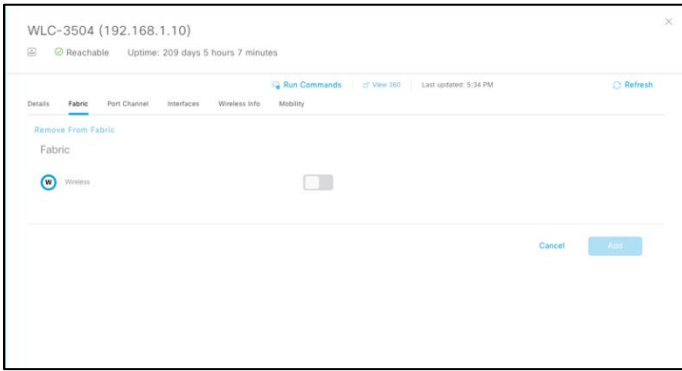 WLC-3504 (192.168.1.10)
Reachable Uptime: 209 days 5 hours 7 minutes
Run Commands View 360 Last updated: 5:34 PM Refresh
Details Fabric Port Channel Interfaces Wireless Info Mobility
Remove From Fabric
Fabric
W Wireless
Cancel Add